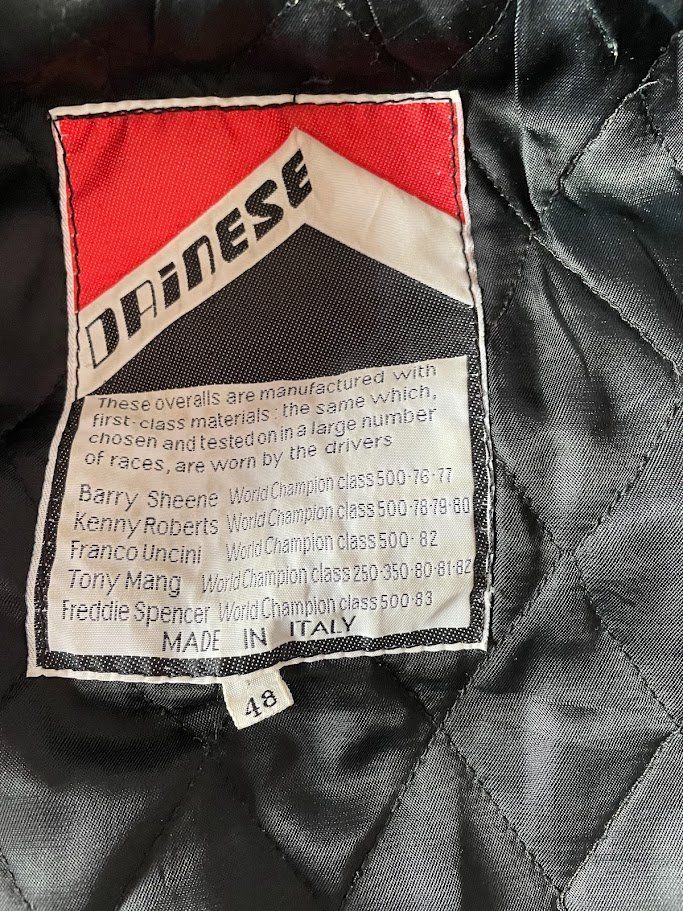 DAINESE
These overalls are manufactured with
first-class materials: the same which,
chosen and tested on in a large number
of races, are worn by the drivers
Barry Sheene World Champion class 500-76-77
Kenny Roberts World Champion class 500-78-79-80
Franco Uncini World Champion class 500-82
Tony Mang World Champion class 250-350-80-81-82
Freddie Spencer World Champion class 500-83
MADE IN ITALY
48